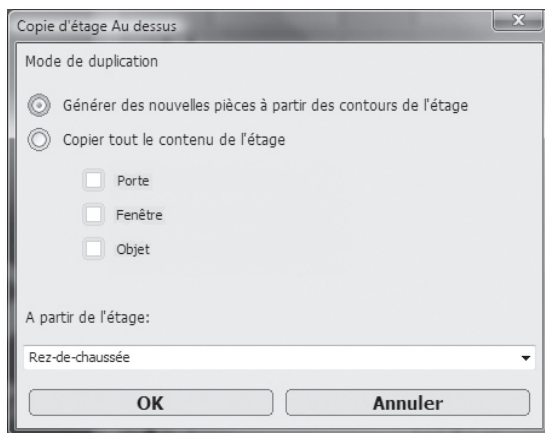 Copie d'étage Au dessus
x
Mode de duplication
Générer des nouvelles pièces à partir des contours de l'étage
Copier tout le contenu de l'étage
Porte
Fenêtre
Objet
A partir de l'étage:
Rez-de-chaussée
OK
Annuler